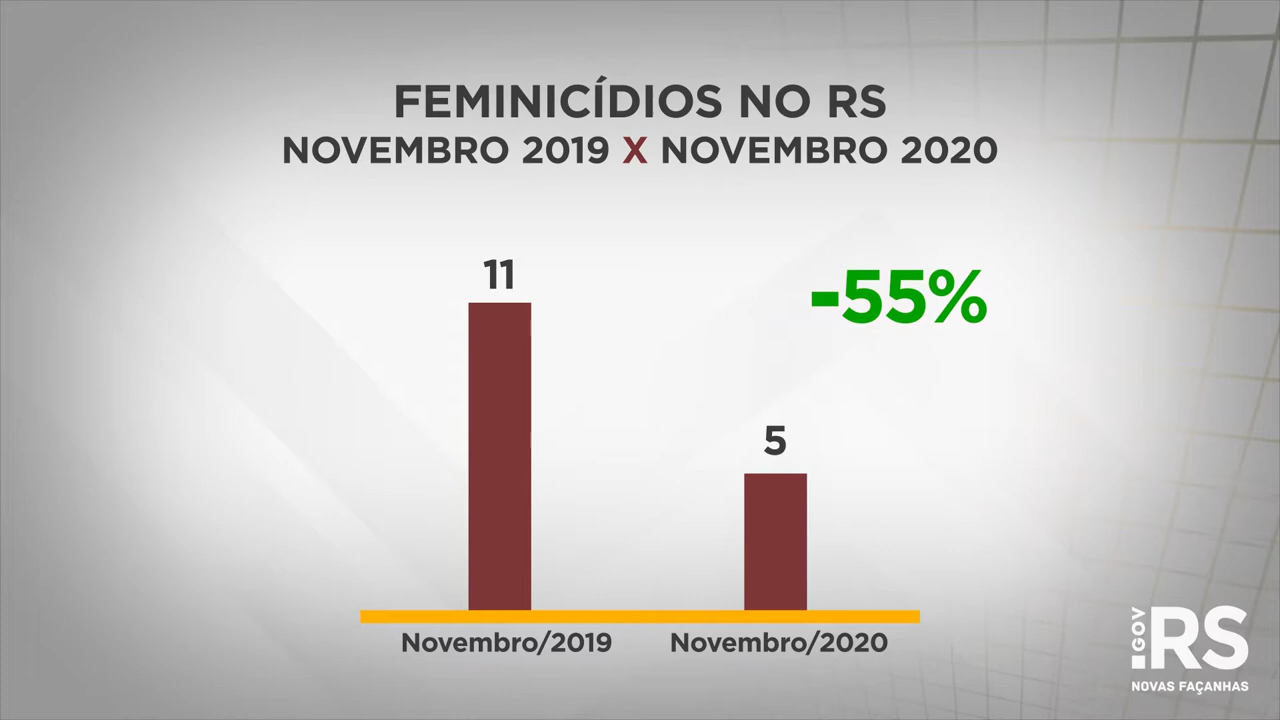 FEMINICÍDIOS NO RS
NOVEMBRO 2019 X NOVEMBRO 2020
11
-55%
5
Novembro/2019
Novembro/2020
.GOV
RS
NOVAS FAÇANHAS